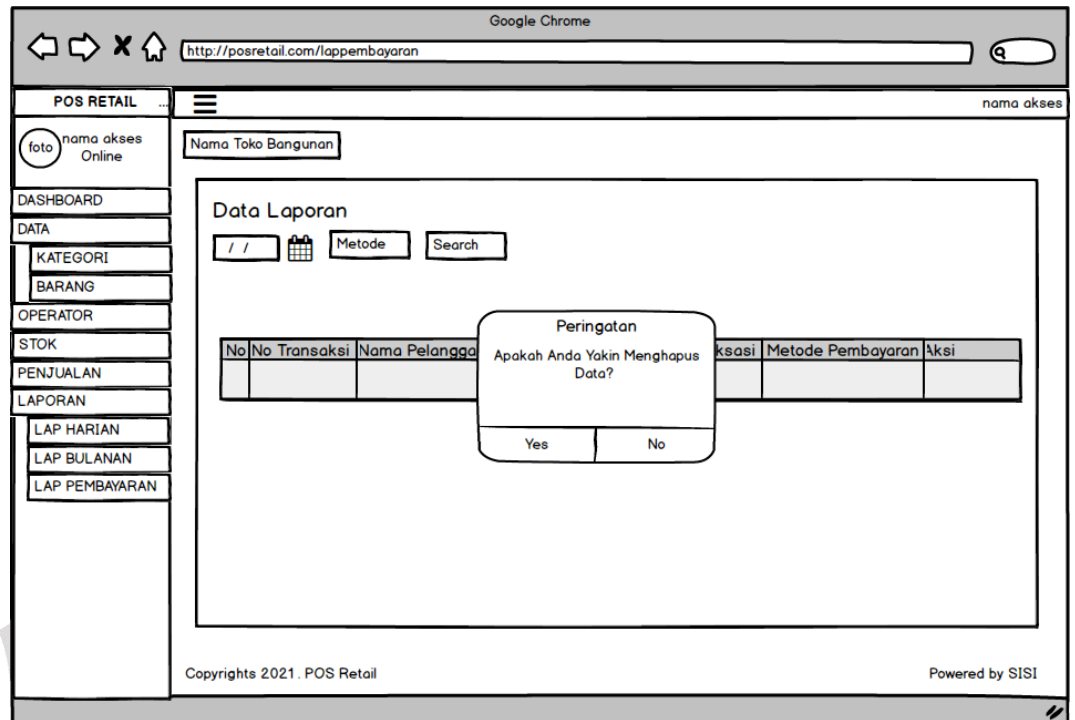 Google Chrome
http://posretail.com/lappembayaran
POS RETAIL ...
nama akses
foto
nama akses
Online
Nama Toko Bangunan
DASHBOARD
DATA
KATEGORI
BARANG
OPERATOR
STOK
PENJUALAN
LAPORAN
LAP HARIAN
LAP BULANAN
LAP PEMBAYARAN
Data Laporan
/ /
Metode
Search
No No Transaksi Nama Pelangga ksasi Metode Pembayaran Aksi
Peringatan
Apakah Anda Yakin Menghapus
Data?
Yes No
Copyrights 2021. POS Retail
Powered by SISI